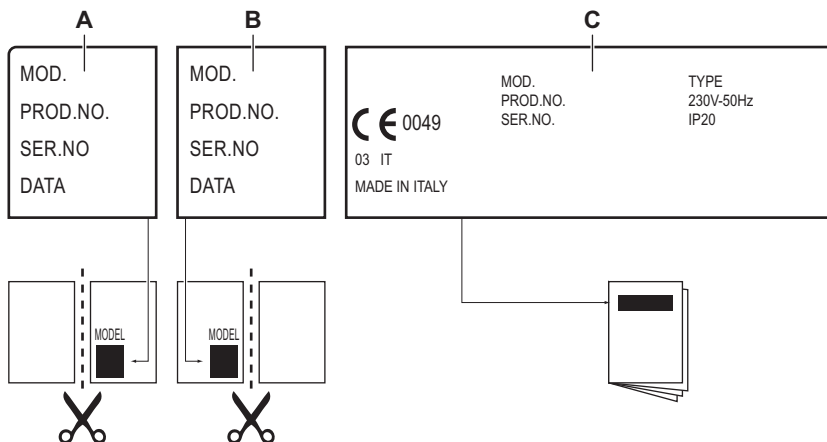 A
B
C
MOD.
PROD.NO.
SER.NO
DATA
MOD.
PROD.NO.
SER.NO
DATA
MOD.
PROD.NO.
SER.NO.
TYPE
230V-50Hz
IP20
CE 0049
03 IT
MADE IN ITALY
MODEL
MODEL